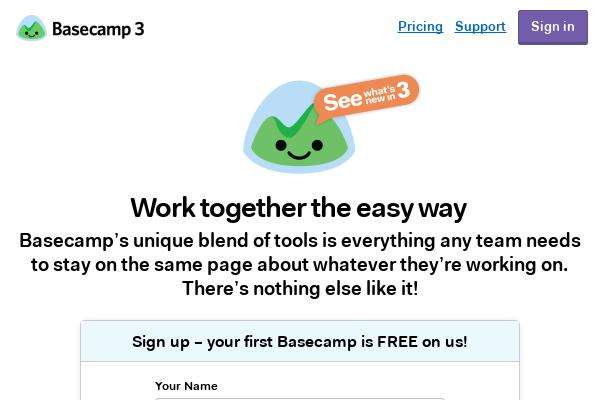 Basecamp 3
Pricing
Support
Sign in
See what's new in 3
Work together the easy way
Basecamp’s unique blend of tools is everything any team needs
to stay on the same page about whatever they’re working on.
There’s nothing else like it!
Sign up – your first Basecamp is FREE on us!
Your Name